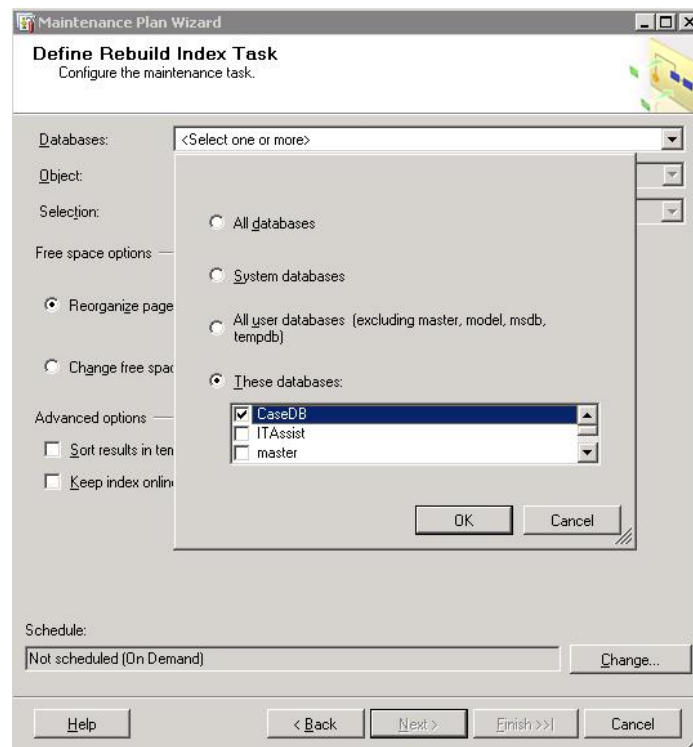 Maintenance Plan Wizard
Define Rebuild Index Task
Configure the maintenance task.
Databases:
<Select one or more>
Object:
Selection:
All databases
System databases
All user databases (excluding master, model, msdb,
tempdb)
These databases:
CaseDB
ITAssist
master
OK
Cancel
Free space options
Reorganize page
Change free spac
Advanced options
Sort results in ten
Keep index online
Schedule:
Not scheduled (On Demand)
Change...
Help
< Back
Next >
Finish >>|
Cancel